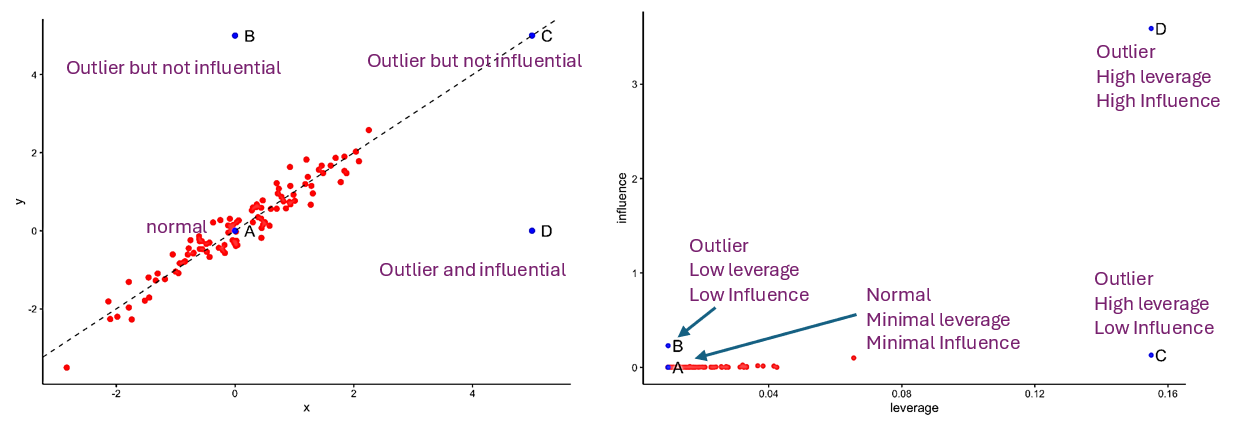 B
C
Outlier but not influential
Outlier but not influential
4
2
y
normal
A
D
0
Outlier and influential
-2
-2
0
2
4
x
D
Outlier
High leverage
High Influence
3
2
influence
Outlier
Low leverage
Low Influence
1
Normal
Minimal leverage
Minimal Influence
Outlier
High leverage
Low Influence
B
C
0
A
0.04
0.08
0.12
0.16
leverage